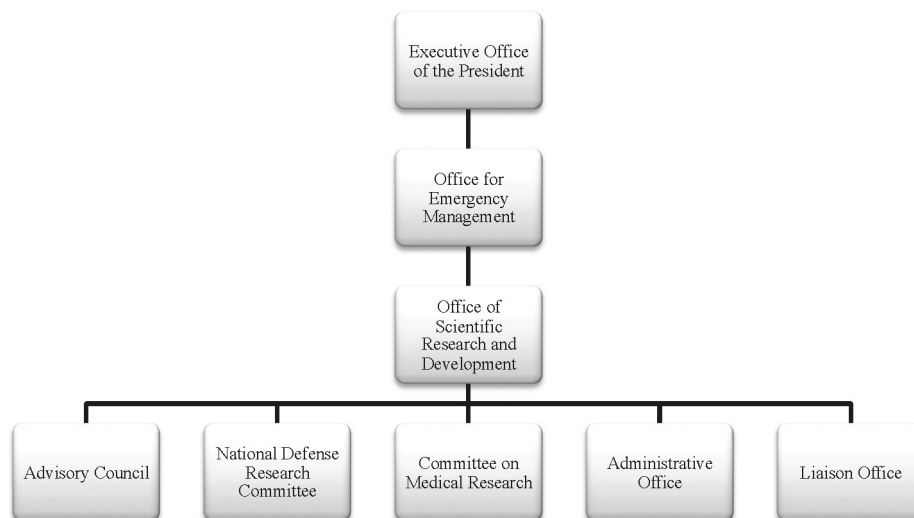 Executive Office
of the President
Office for
Emergency
Management
Office of
Scientific
Research and
Development
Advisory Council
National Defense
Research
Committee
Committee on
Medical Research
Administrative
Office
Liaison Office